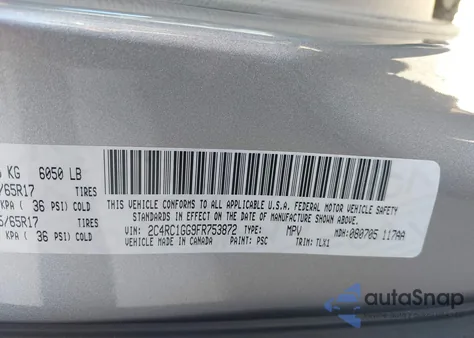 KG 6050 LB
/65R17 TIRES
KPA ( 36 PSI) COLD
5/65R17 TIRES
KPA ( 36 PSI) COLD
THIS VEHICLE CONFORMS TO ALL APPLICABLE U.S.A. FEDERAL MOTOR VEHICLE SAFETY
STANDARDS IN EFFECT ON THE DATE OF MANUFACTURE SHOWN ABOVE.
VIN: 2C4RC1GG9FR753872 TYPE: MPV MDH: 080705 117AA
VEHICLE MADE IN CANADA PAINT: PSC TRIM: TLX1
autoSnap